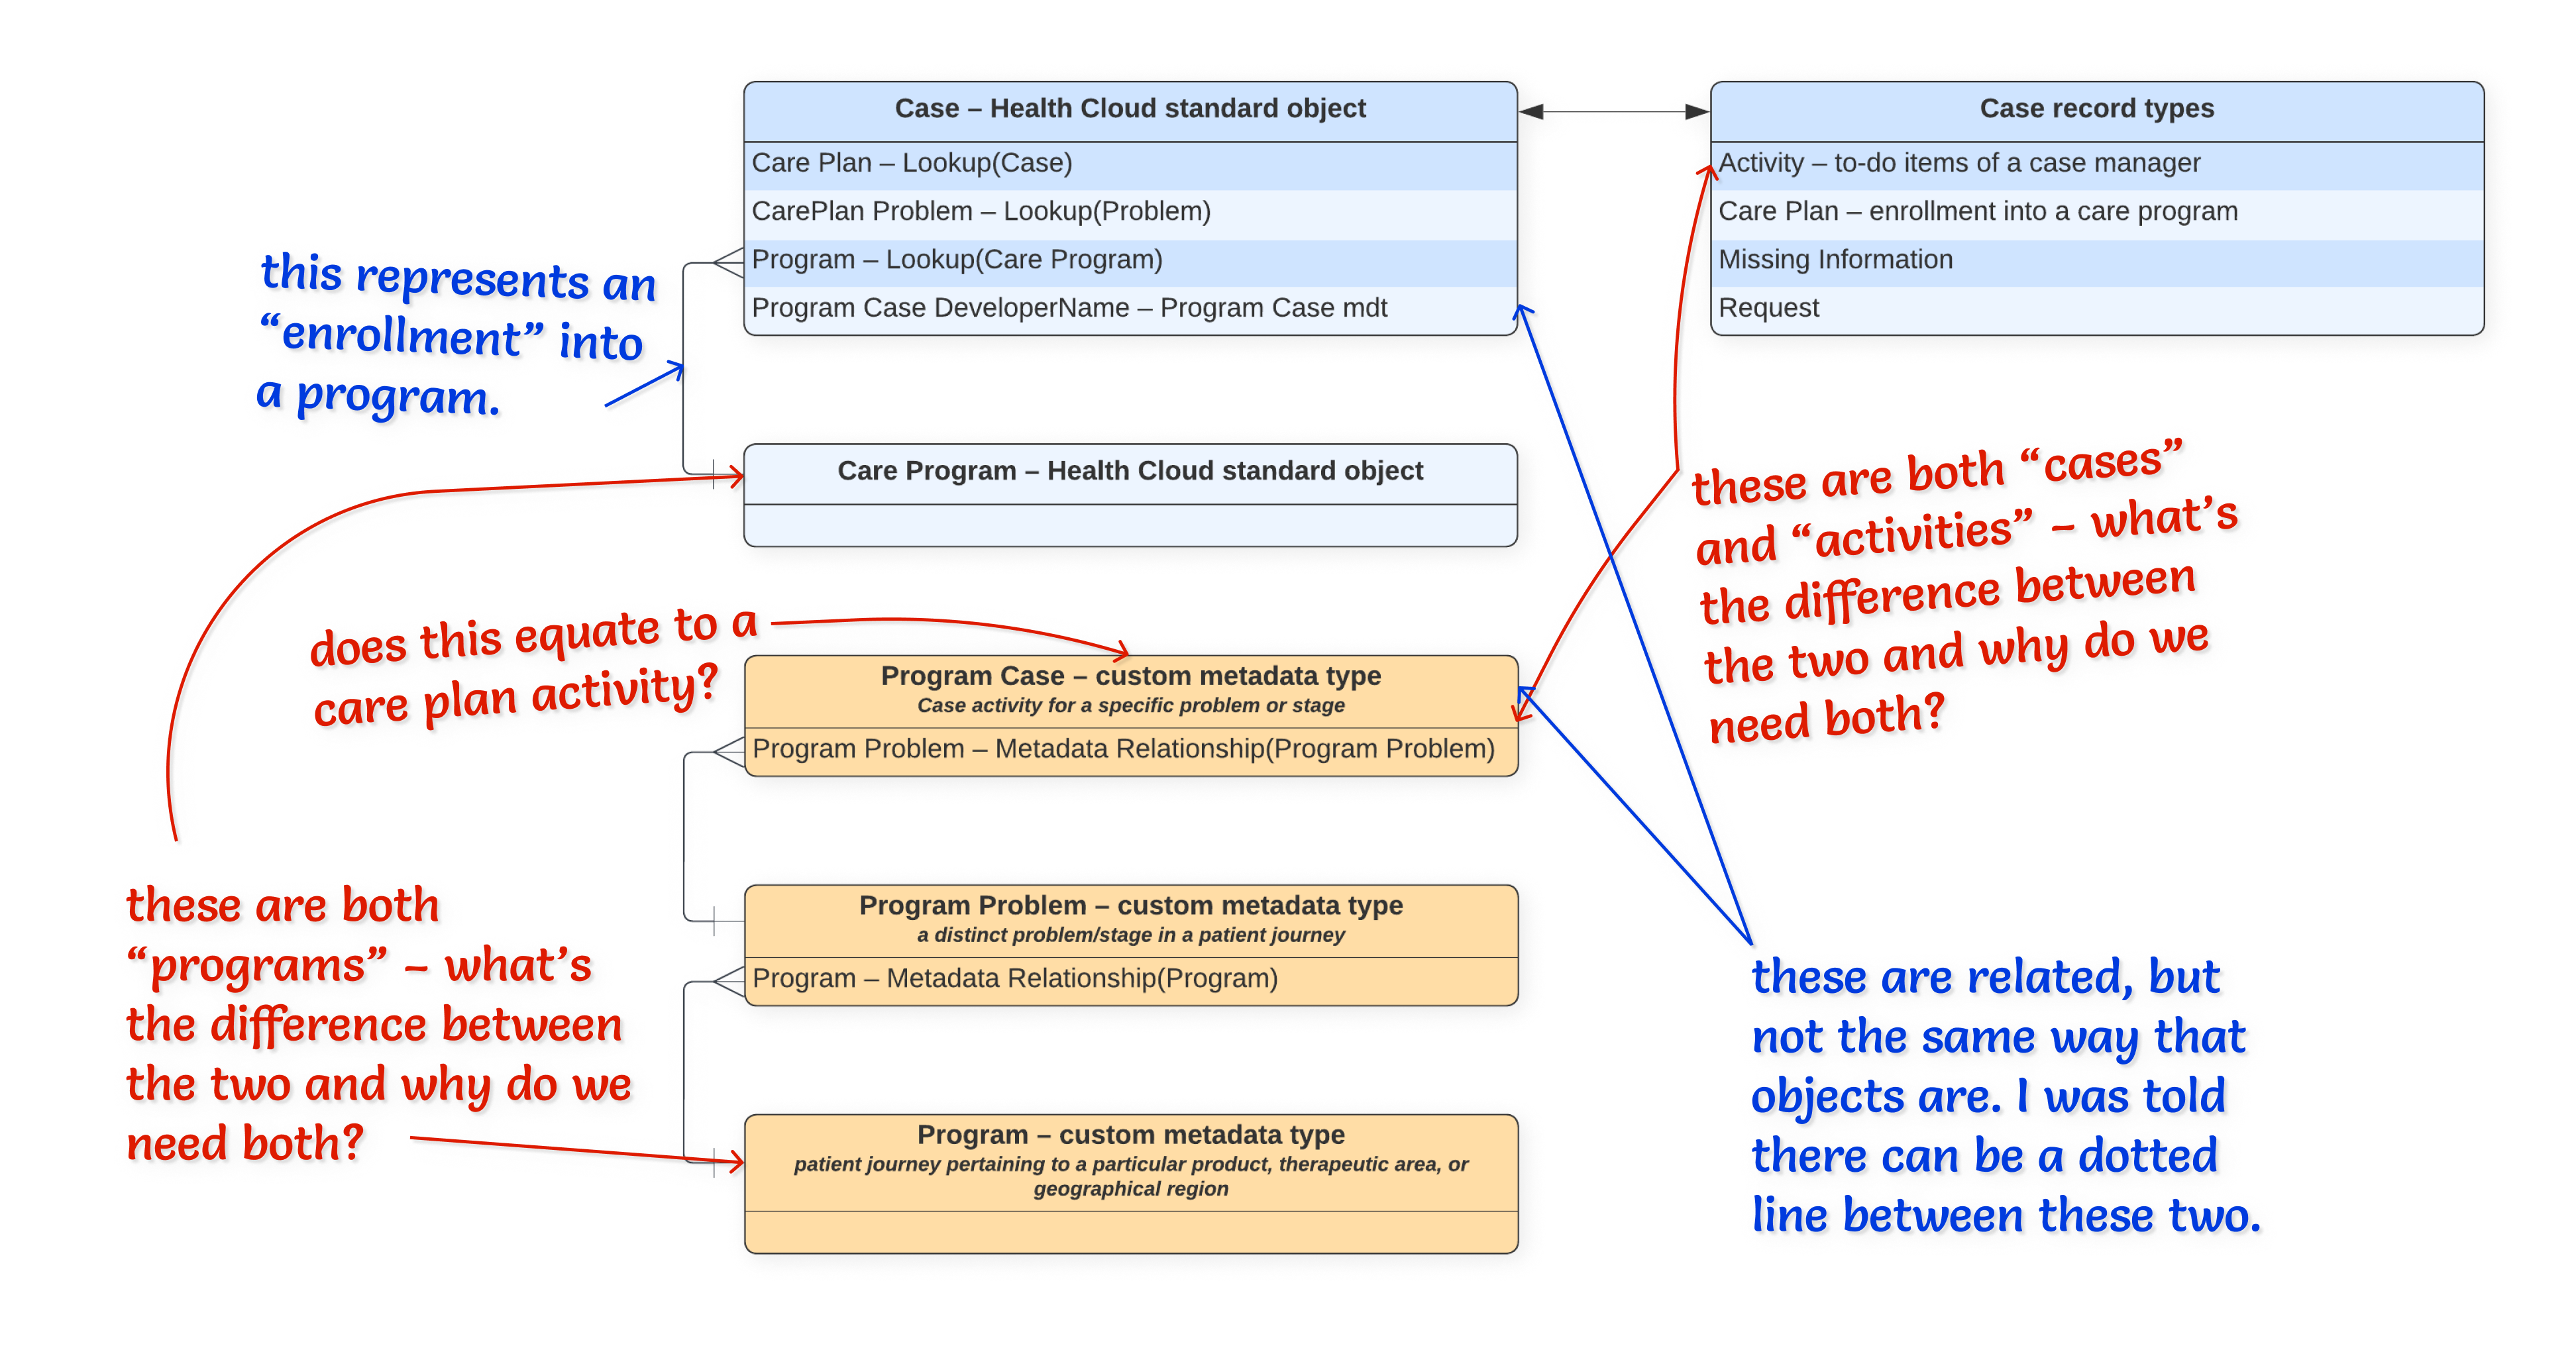 Case – Health Cloud standard object
Care Plan – Lookup(Case)
CarePlan Problem – Lookup(Problem)
Program – Lookup(Care Program)
Program Case DeveloperName – Program Case mdt
Case record types
Activity – to-do items of a case manager
Care Plan – enrollment into a care program
Missing Information
Request
this represents an
“enrollment” into
a program.
Care Program – Health Cloud standard object
these are both “cases”
and “activities” – what’s
the difference between
the two and why do we
need both?
does this equate to a
care plan activity?
Program Case – custom metadata type
Case activity for a specific problem or stage
Program Problem – Metadata Relationship(Program Problem)
these are both
“programs” – what’s
the difference between
the two and why do we
need both?
Program Problem – custom metadata type
a distinct problem/stage in a patient journey
Program – Metadata Relationship(Program)
these are related, but
not the same way that
objects are. I was told
there can be a dotted
line between these two.
Program – custom metadata type
patient journey pertaining to a particular product, therapeutic area, or
geographical region